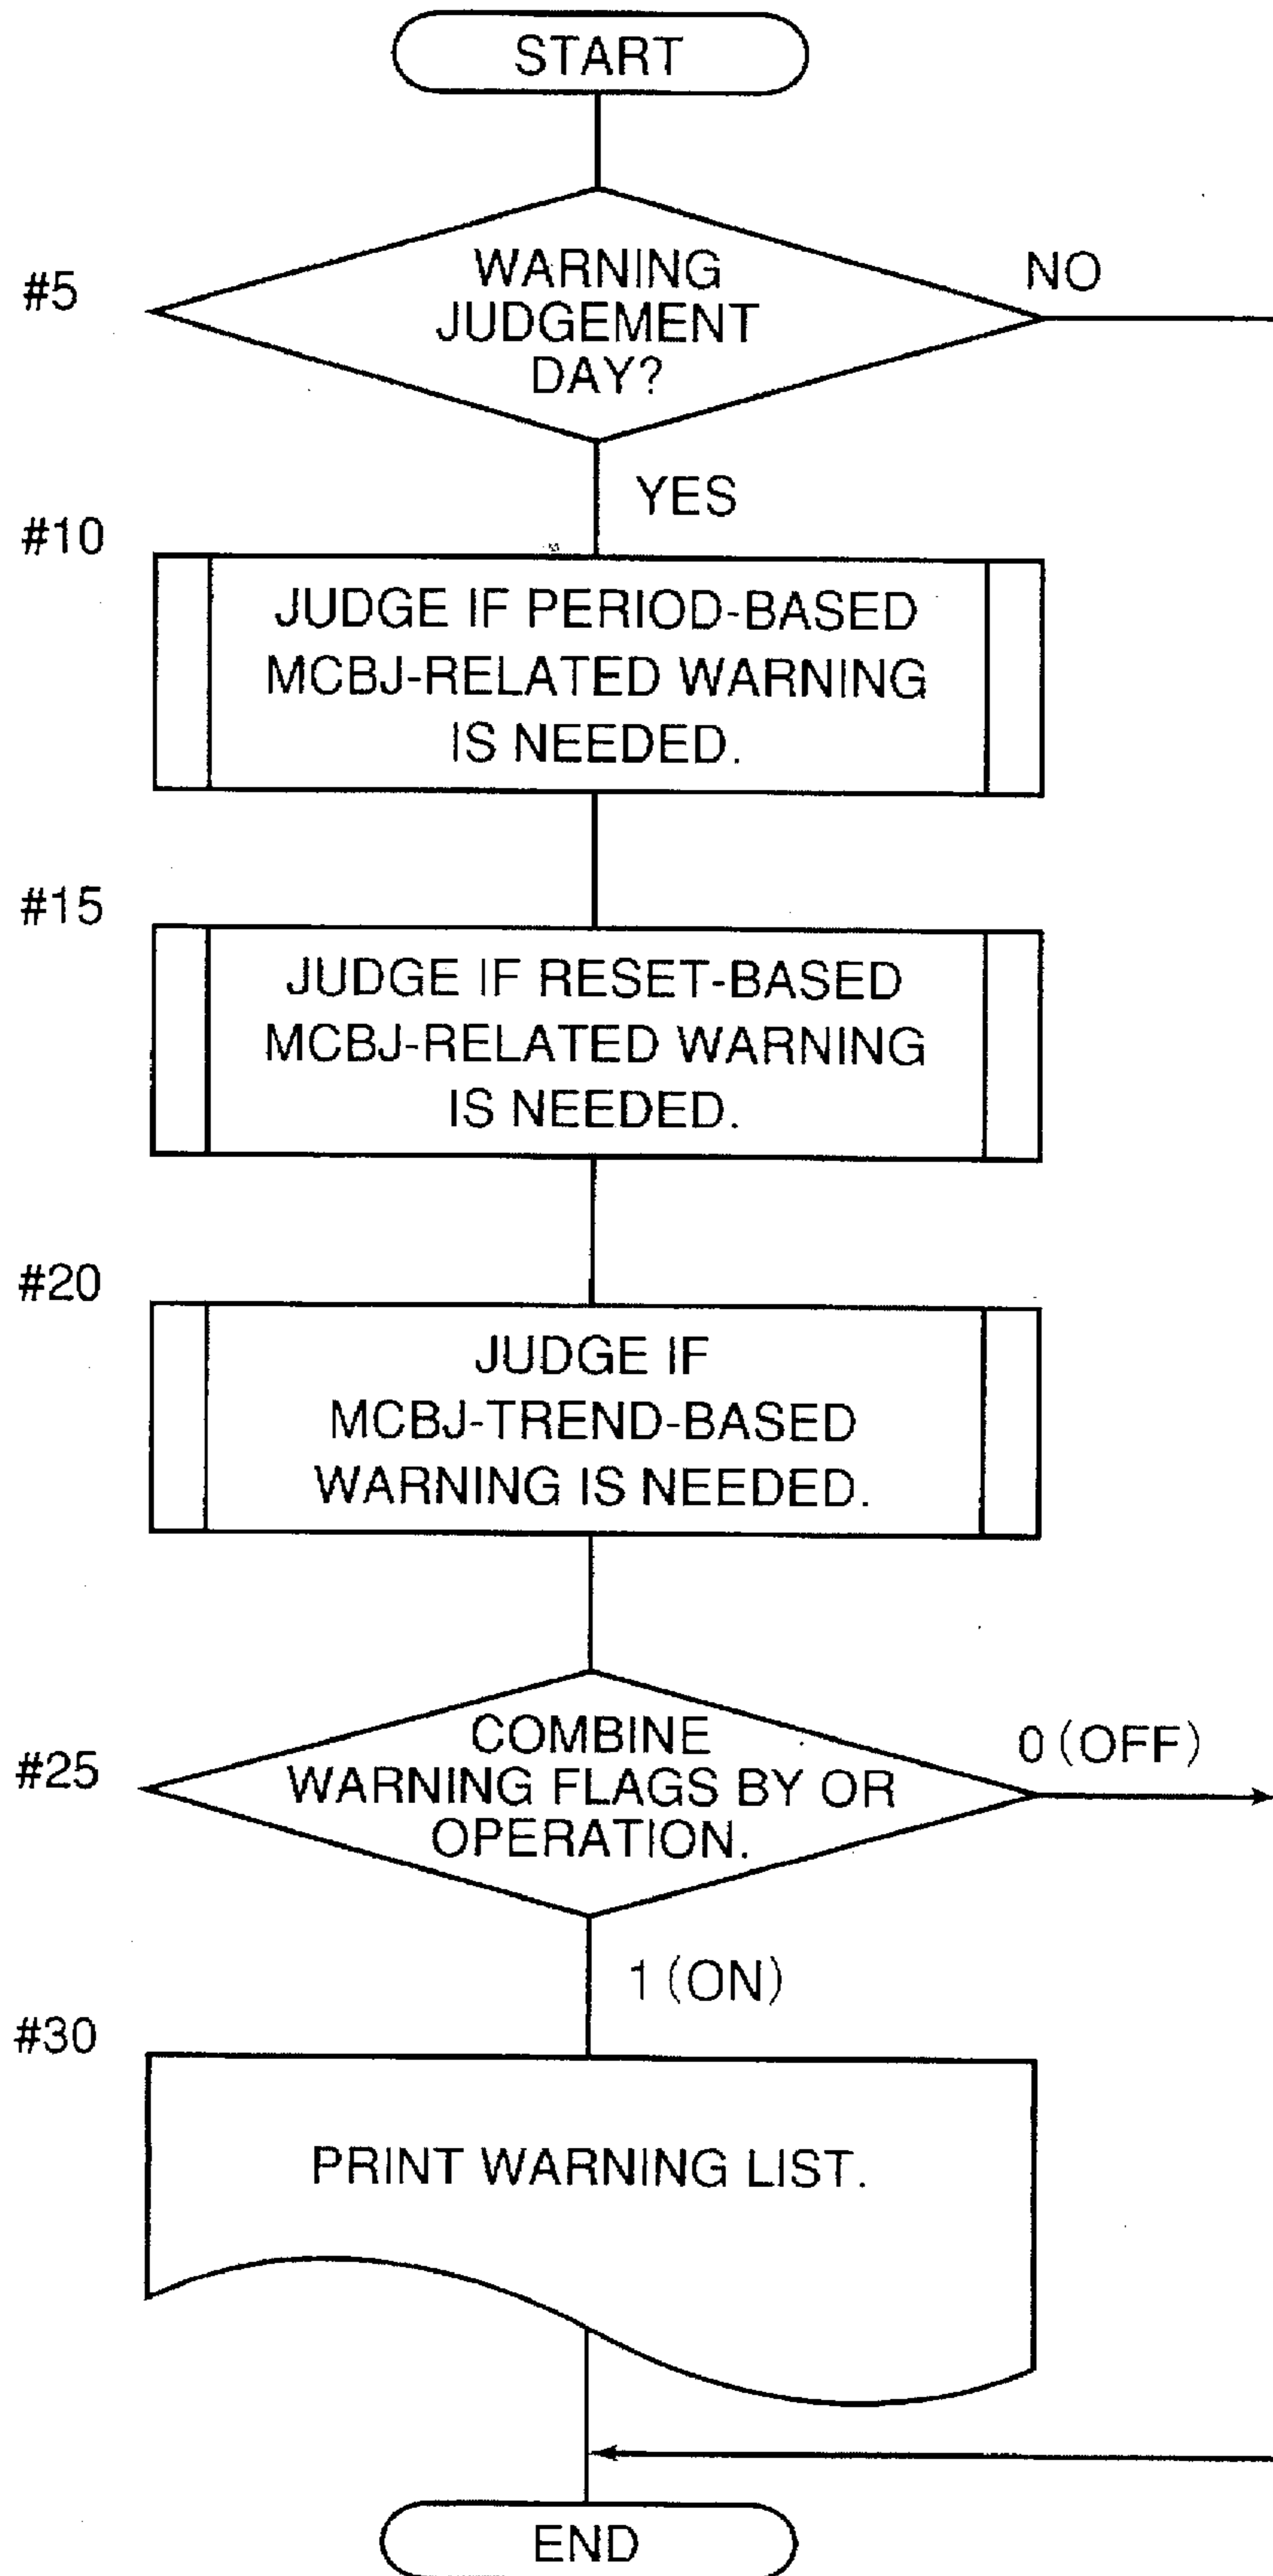 START
#5
WARNING
JUDGEMENT
DAY?
NO
YES
#10
JUDGE IF PERIOD-BASED
MCBJ-RELATED WARNING
IS NEEDED.
#15
JUDGE IF RESET-BASED
MCBJ-RELATED WARNING
IS NEEDED.
#20
JUDGE IF
MCBJ-TREND-BASED
WARNING IS NEEDED.
#25
COMBINE
WARNING FLAGS BY OR
OPERATION.
0 (OFF)
1 (ON)
#30
PRINT WARNING LIST.
END